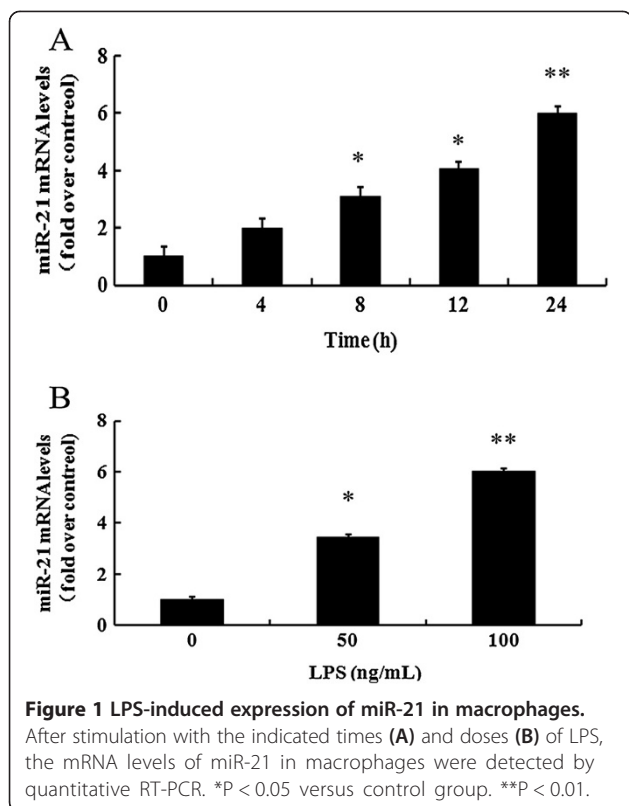 A
miR-21 mRNAlevels
(fold over contreol)
8
6
4
2
0
*
*
**
0 4 8 12 24
Time (h)
B
miR-21 mRNAlevels
(fold over contreol)
8
6
4
2
0
*
**
0 50 100
LPS (ng/mL)
Figure 1 LPS-induced expression of miR-21 in macrophages.
After stimulation with the indicated times (A) and doses (B) of LPS,
the mRNA levels of miR-21 in macrophages were detected by
quantitative RT-PCR. *P < 0.05 versus control group. **P < 0.01.